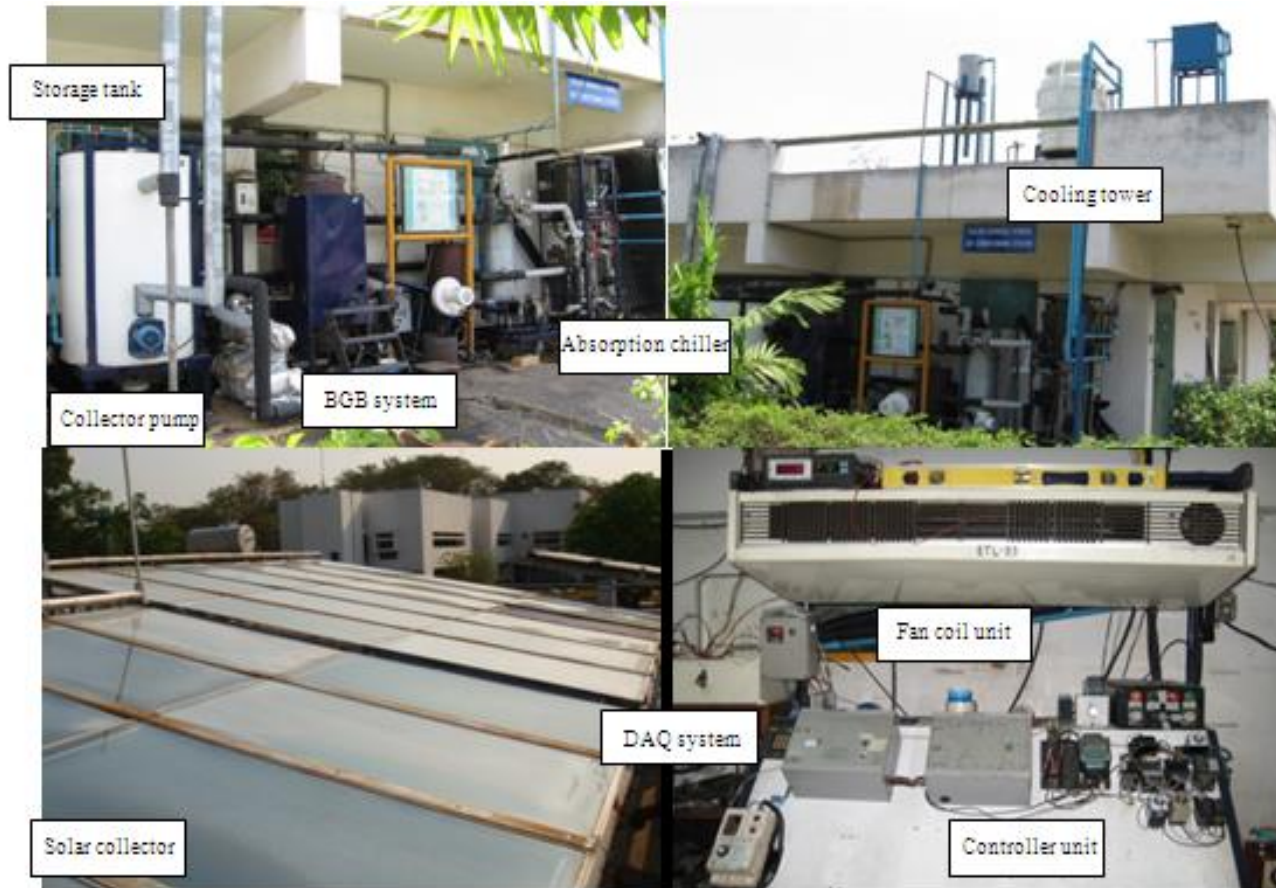 Storage tank
Cooling tower
Absorption chiller
BGB system
Collector pump
Fan coil unit
DAQ system
Solar collector
Controller unit